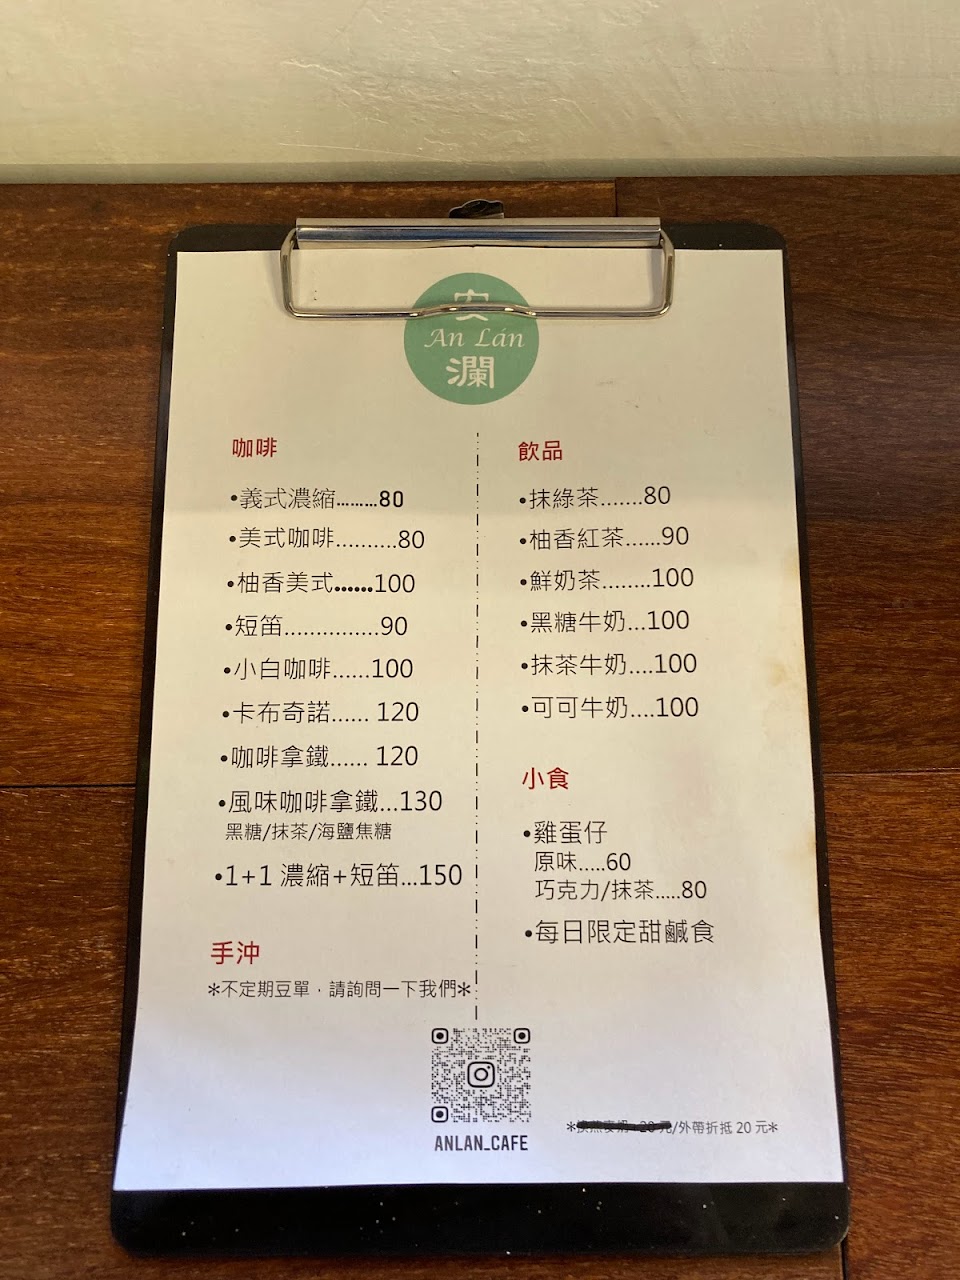 安
An Lán
瀾
咖啡
•義式濃縮.........80
•美式咖啡..........80
•柚香美式......100
•短笛...............90
•小白咖啡......100
•卡布奇諾...... 120
•咖啡拿鐵...... 120
•風味咖啡拿鐵...130
黑糖/抹茶/海鹽焦糖
•1+1 濃縮+短笛...150
手沖
*不定期豆單，請詢問一下我們*
飲品
•抹綠茶.......80
•柚香紅茶......90
•鮮奶茶........100
•黑糖牛奶...100
•抹茶牛奶....100
•可可牛奶....100
小食
•雞蛋仔
原味.....60
巧克力/抹茶.....80
•每日限定甜鹹食
ANLAN_CAFE
*換燕麥奶+20 元/外帶折抵 20 元*